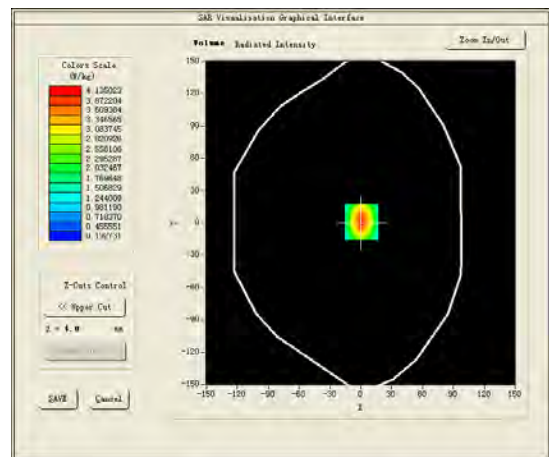 SAR Visualisation Graphical Interface
Volume Radiated Intensity
Zoom In/Out
Colors Scale
(W/kg)
4.135023
3.872204
3.609384
3.346565
3.083745
2.820926
2.558106
2.295287
2.032467
1.769648
1.506829
1.244009
0.981190
0.718370
0.455551
150
120
90
60
30
0
-30
-60
-90
-120
-150
Y
-150 -120 -90 -60 -30 0 30 60 90 120 150
X
Z-Cuts Control
<< Upper Cut
Z = 4.0 mm
SAVE
Cancel